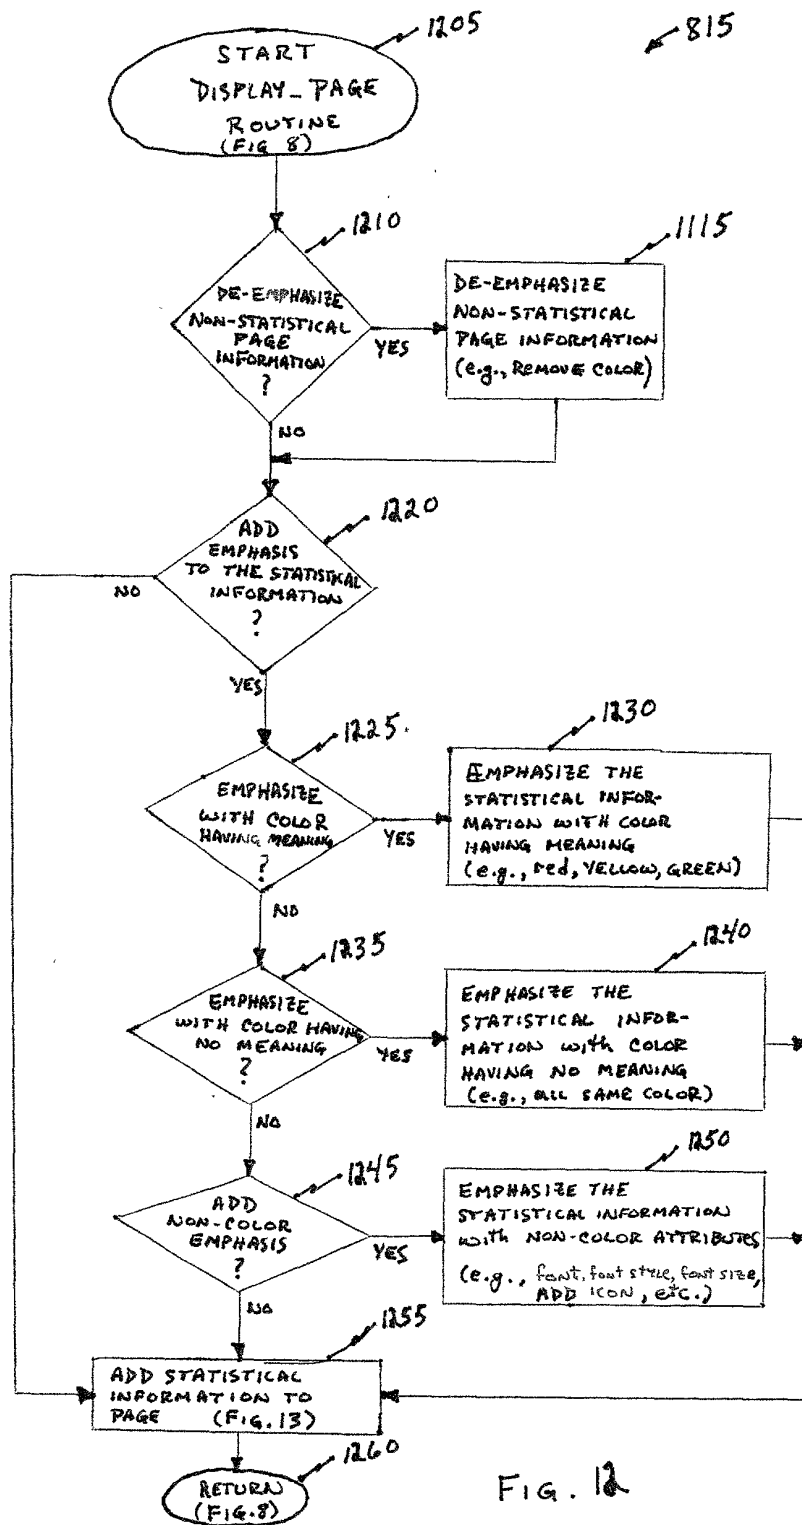 1205
815
START
DISPLAY_PAGE
ROUTINE
(FIG 8)
1210
1115
DE-EMPHASIZE
NON-STATISTICAL
PAGE
INFORMATION
?
YES
NO
DE-EMPHASIZE
NON-STATISTICAL
PAGE INFORMATION
(e.g., REMOVE COLOR)
1220
ADD
EMPHASIS
TO THE STATISTICAL
INFORMATION
?
NO
YES
1225
EMPHASIZE
WITH COLOR
HAVING MEANING
?
YES
NO
1230
EMPHASIZE THE
STATISTICAL INFOR-
MATION WITH COLOR
HAVING MEANING
(e.g., red, YELLOW, GREEN)
1235
EMPHASIZE
WITH COLOR HAVING
NO MEANING
?
YES
NO
1240
EMPHASIZE THE
STATISTICAL INFOR-
MATION with COLOR
HAVING NO MEANING
(e.g., all SAME COLOR)
1245
ADD
NON-COLOR
EMPHASIS
?
YES
NO
1250
EMPHASIZE THE
STATISTICAL INFORMATION
with NON-COLOR ATTRIBUTES
(e.g., font, font style, font size,
ADD ICON, etc.)
1255
ADD STATISTICAL
INFORMATION TO
PAGE (FIG.13)
1260
RETURN
(FIG.8)
FIG. 12